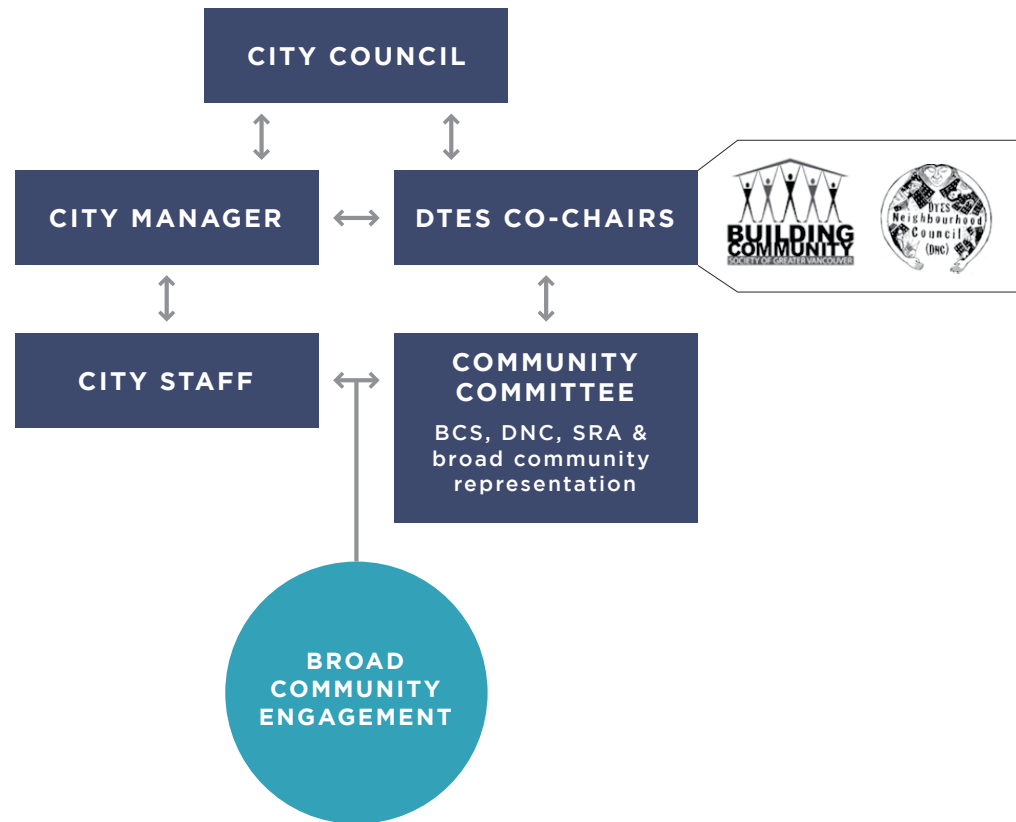 CITY COUNCIL
CITY MANAGER
DTES CO-CHAIRS
BUILDING
COMMUNITY
SOCIETY OF GREATER VANCOUVER
DTES
Neighbourhood
Council
(DNC)
CITY STAFF
COMMUNITY
COMMITTEE
BCS, DNC, SRA &
broad community
representation
BROAD
COMMUNITY
ENGAGEMENT